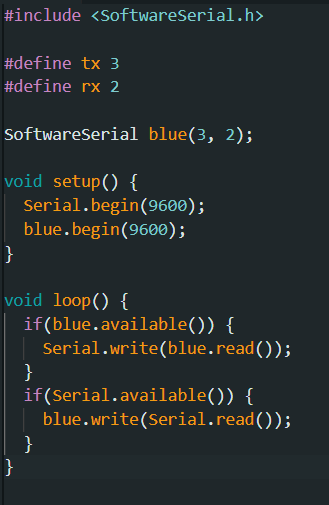 #include <SoftwareSerial.h>
#define tx 3
#define rx 2
SoftwareSerial blue(3, 2);
void setup() {
  Serial.begin(9600);
  blue.begin(9600);
}
void loop() {
  if(blue.available()) {
    Serial.write(blue.read());
  }
  if(Serial.available()) {
    blue.write(Serial.read());
  }
}